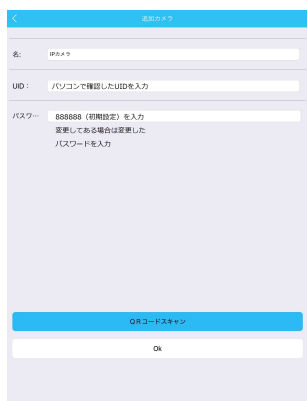 追加カメラ
名: IPカメラ
UID： パソコンで確認したUIDを入力
パスワ… 888888（初期設定）を入力
変更してある場合は変更した
パスワードを入力
QRコードスキャン
Ok